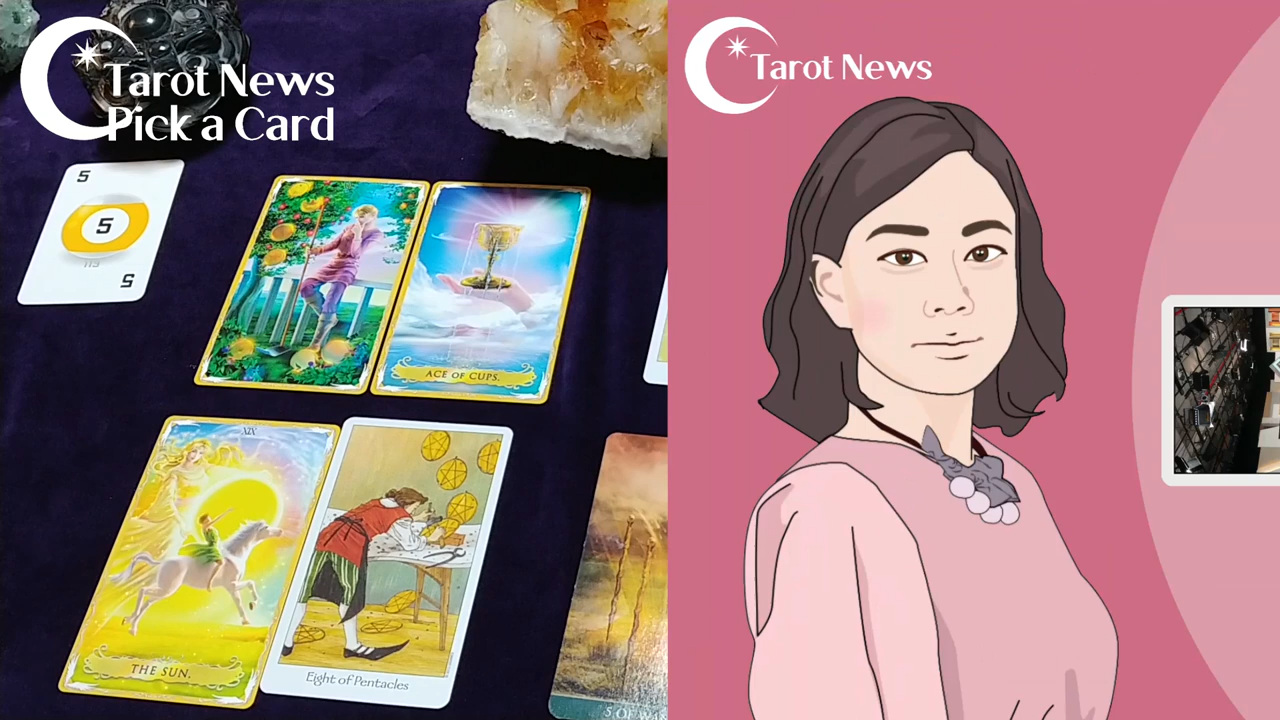 Tarot News
Pick a Card
5
5
5
ACE OF CUPS.
XIX
THE SUN.
Eight of Pentacles
5 OF
Tarot News